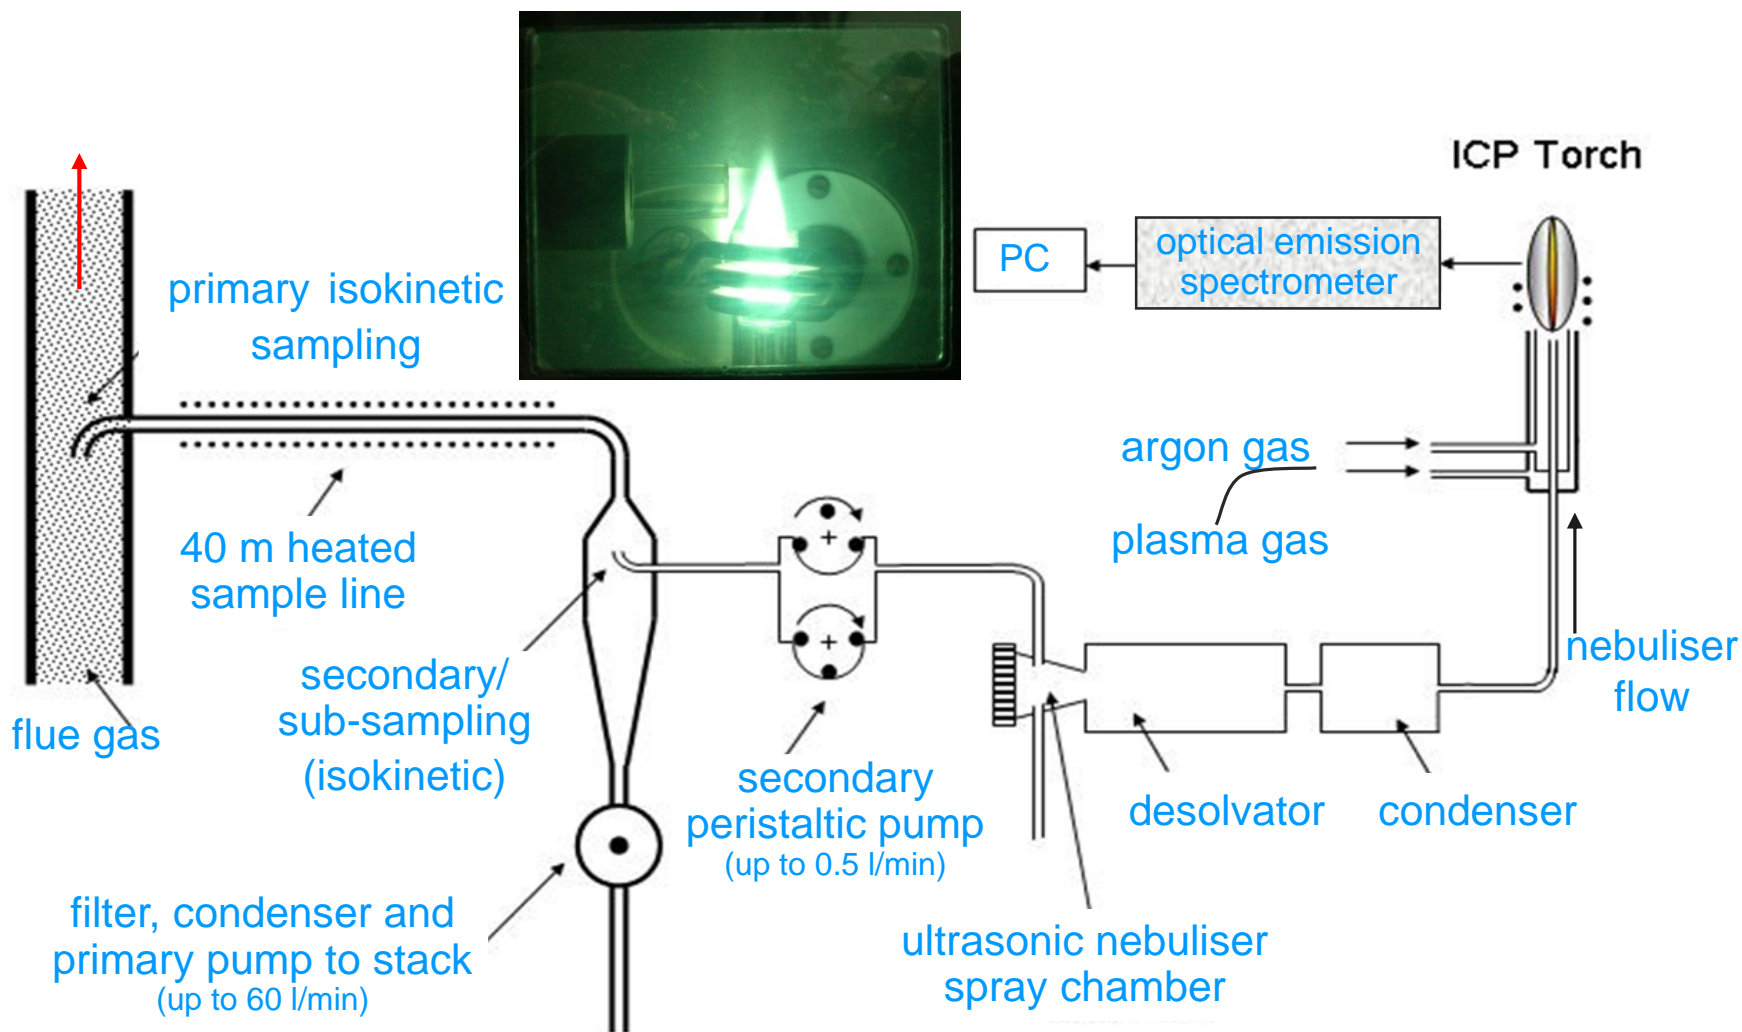 ICP Torch
PC
optical emission
spectrometer
primary isokinetic
sampling
argon gas
plasma gas
40 m heated
sample line
nebuliser
flow
secondary/
sub-sampling
(isokinetic)
flue gas
secondary
peristaltic pump
(up to 0.5 l/min)
desolvator
condenser
filter, condenser and
primary pump to stack
(up to 60 l/min)
ultrasonic nebuliser
spray chamber